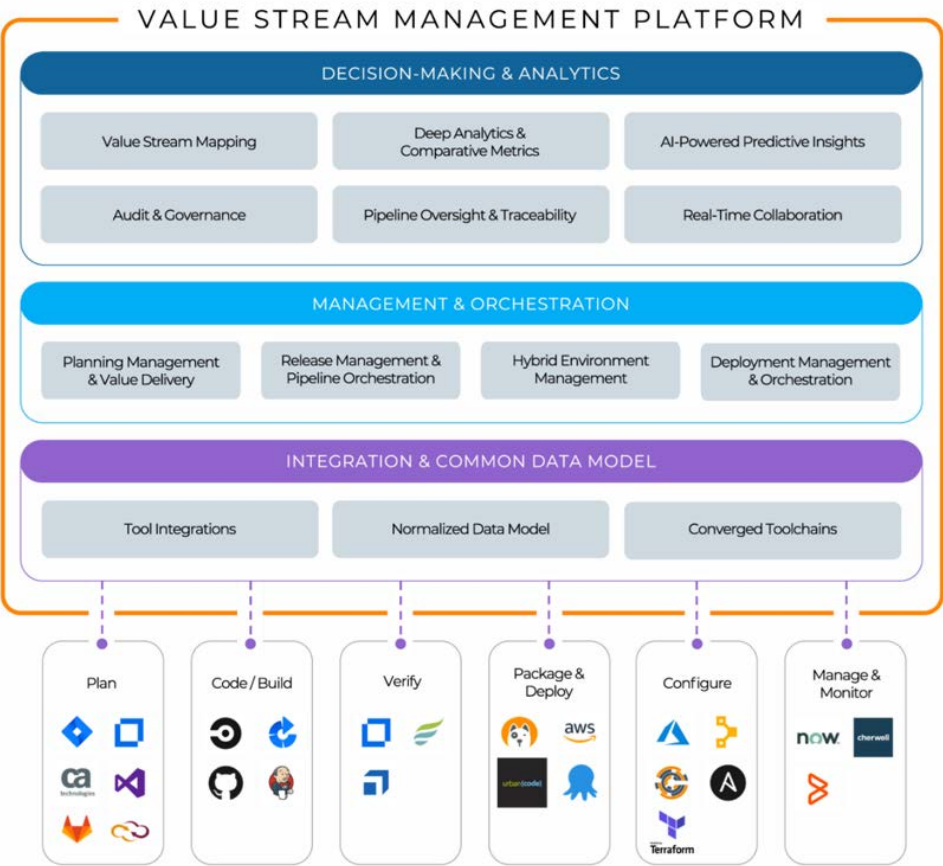 VALUE STREAM MANAGEMENT PLATFORM
DECISION-MAKING & ANALYTICS
Value Stream Mapping
Deep Analytics &
Comparative Metrics
AI-Powered Predictive Insights
Audit & Governance
Pipeline Oversight & Traceability
Real-Time Collaboration
MANAGEMENT & ORCHESTRATION
Planning Management
& Value Delivery
Release Management &
Pipeline Orchestration
Hybrid Environment
Management
Deployment Management
& Orchestration
INTEGRATION & COMMON DATA MODEL
Tool Integrations
Normalized Data Model
Converged Toolchains
Plan
ca
technologies
Code / Build
Verify
Package &
Deploy
aws
urban{code}
Configure
Terraform
Manage &
Monitor
now.
cherwell